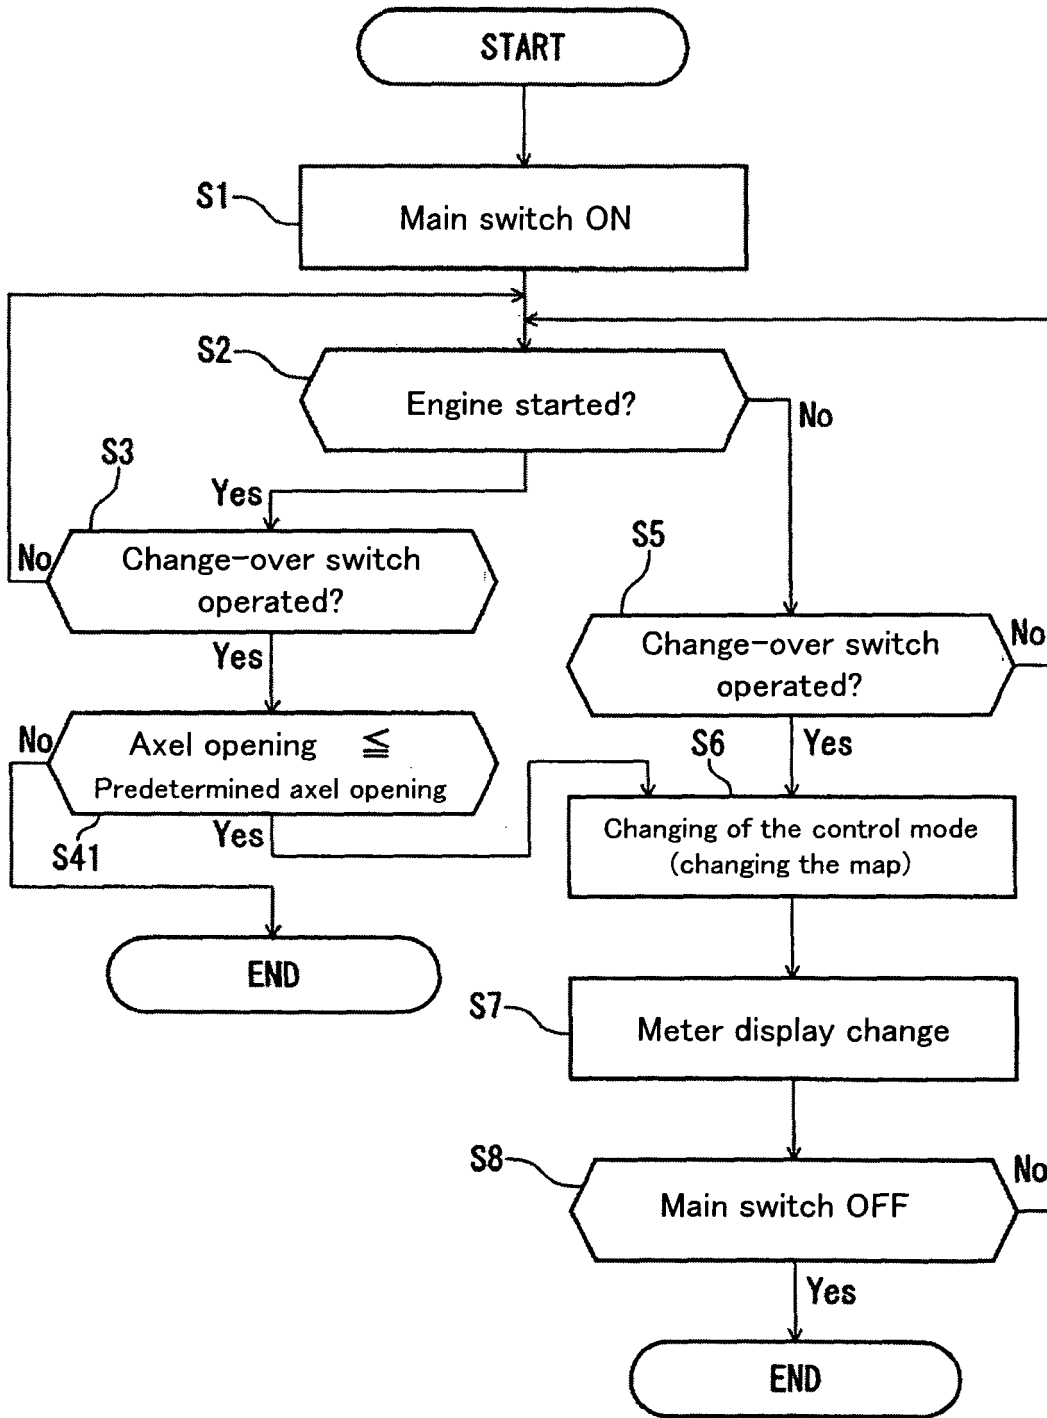 START
S1
Main switch ON
S2
Engine started?
No
S3
Yes
Change-over switch
operated?
No
S5
Change-over switch
operated?
No
Yes
Axel opening ≦
Predetermined axel opening
No
S41
Yes
S6
Yes
Changing of the control mode
(changing the map)
END
S7
Meter display change
S8
Main switch OFF
No
Yes
END